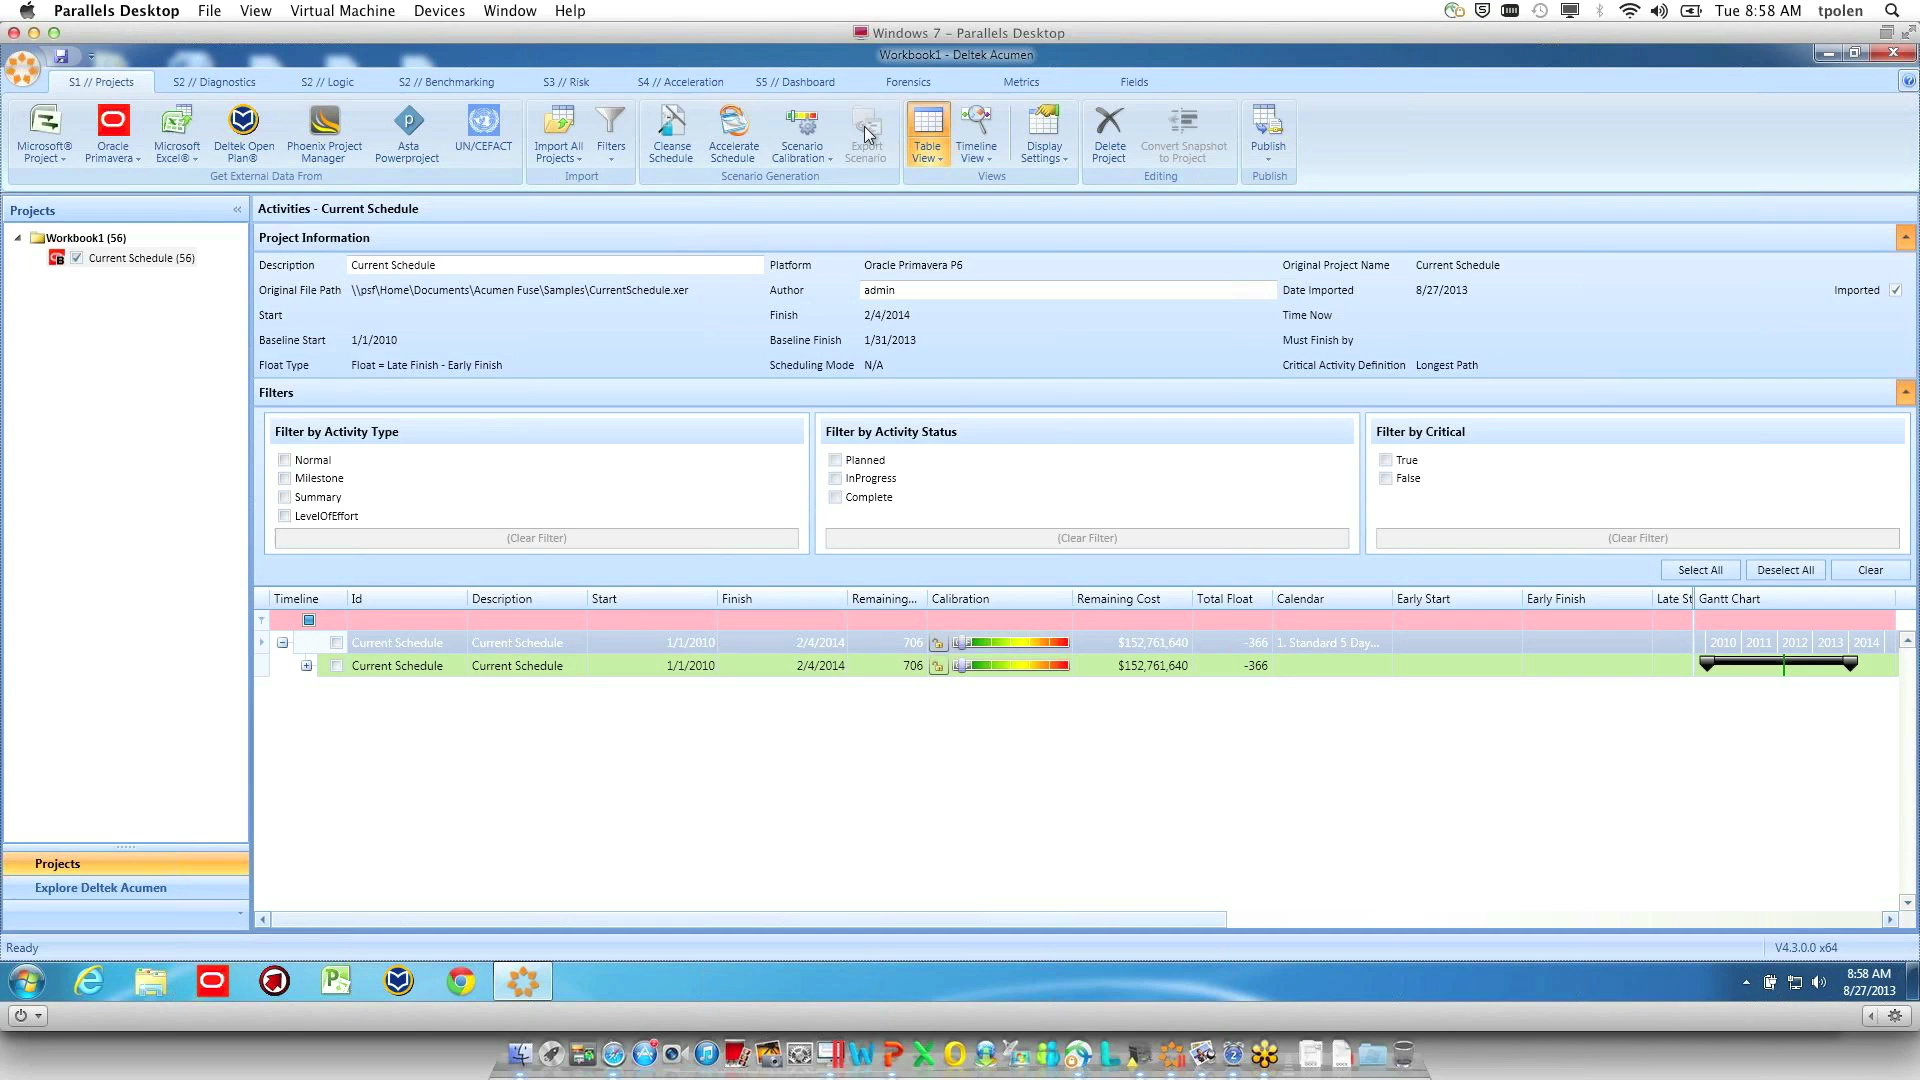 Parallels Desktop File View Virtual Machine Devices Window Help
Tue 8:58 AM tpolen
Windows 7 - Parallels Desktop
Workbook1 - Deltek Acumen
S1 // Projects S2 // Diagnostics S2 // Logic S2 // Benchmarking S3 // Risk S4 // Acceleration S5 // Dashboard Forensics Metrics Fields
Microsoft® Project
Oracle Primavera
Microsoft Excel®
Deltek Open Plan®
Phoenix Project Manager
Asta Powerproject
UN/CEFACT
Import All Projects
Filters
Cleanse Schedule
Accelerate Schedule
Scenario Calibration
Export Scenario
Table View
Timeline View
Display Settings
Delete Project
Convert Snapshot to Project
Publish
Get External Data From Import Scenario Generation Views Editing Publish
Projects
Workbook1 (56)
Current Schedule (56)
Activities - Current Schedule
Project Information
Description Current Schedule Platform Oracle Primavera P6 Original Project Name Current Schedule
Original File Path \\psf\Home\Documents\Acumen Fuse\Samples\CurrentSchedule.xer Author admin Date Imported 8/27/2013 Imported
Start Finish 2/4/2014 Time Now
Baseline Start 1/1/2010 Baseline Finish 1/31/2013 Must Finish by
Float Type Float = Late Finish - Early Finish Scheduling Mode N/A Critical Activity Definition Longest Path
Filters
Filter by Activity Type
Normal
Milestone
Summary
LevelOfEffort
(Clear Filter)
Filter by Activity Status
Planned
InProgress
Complete
(Clear Filter)
Filter by Critical
True
False
(Clear Filter)
Select All Deselect All Clear
Timeline Id Description Start Finish Remaining... Calibration Remaining Cost Total Float Calendar Early Start Early Finish Late St Gantt Chart
Current Schedule Current Schedule 1/1/2010 2/4/2014 706 $152,761,640 -366 1. Standard 5 Day... 2010 2011 2012 2013 2014
Current Schedule Current Schedule 1/1/2010 2/4/2014 706 $152,761,640 -366
Projects
Explore Deltek Acumen
Ready
V4.3.0.0 x64
8:58 AM
8/27/2013